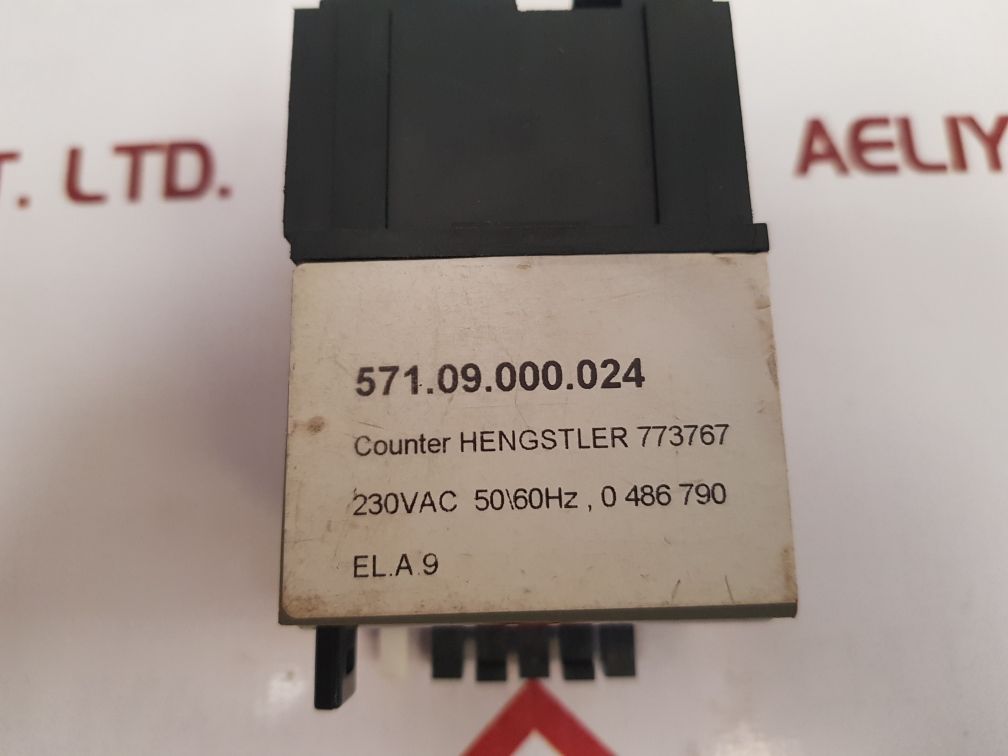 T. LTD.
AELIY
571.09.000.024
Counter HENGSTLER 773767
230VAC 50\60Hz , 0 486 790
EL.A.9